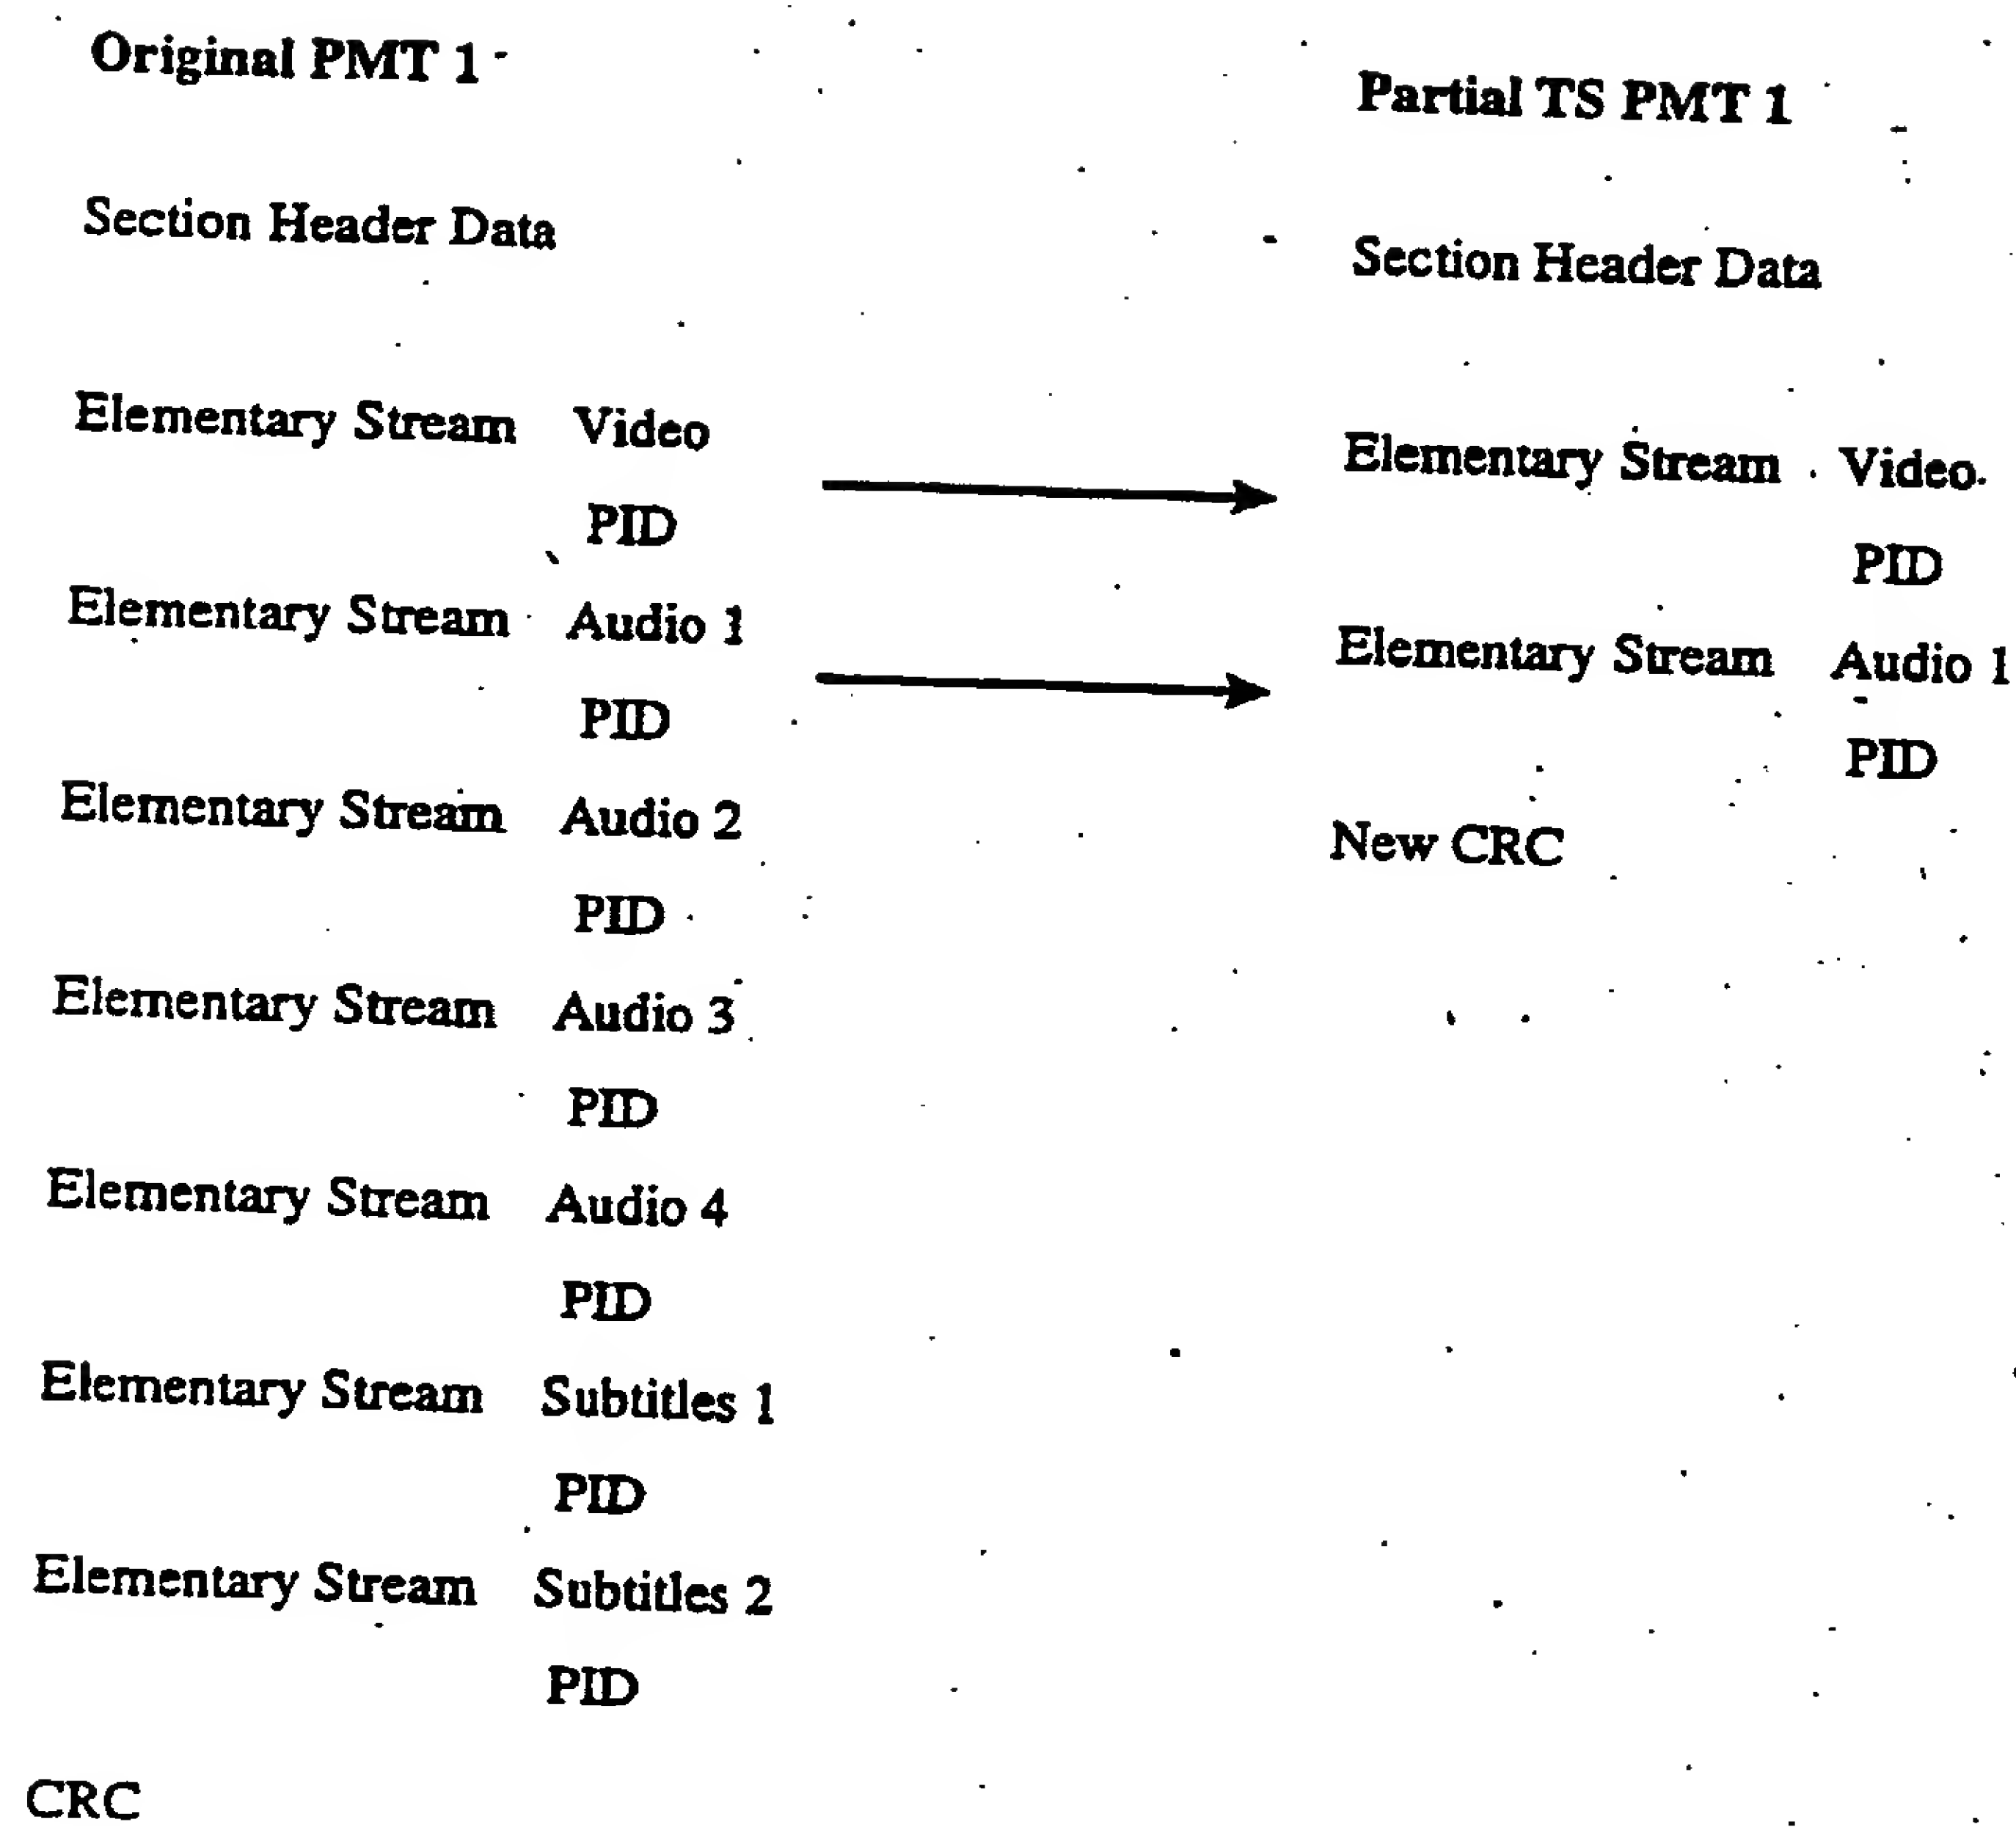 Original PMT 1
Section Header Data
Elementary Stream Video
PID
Elementary Stream Audio 1
PID
Elementary Stream Audio 2
PID
Elementary Stream Audio 3
PID
Elementary Stream Audio 4
PID
Elementary Stream Subtitles 1
PID
Elementary Stream Subtitles 2
PID
CRC
Partial TS PMT 1
Section Header Data
Elementary Stream Video
PID
Elementary Stream Audio 1
PID
New CRC